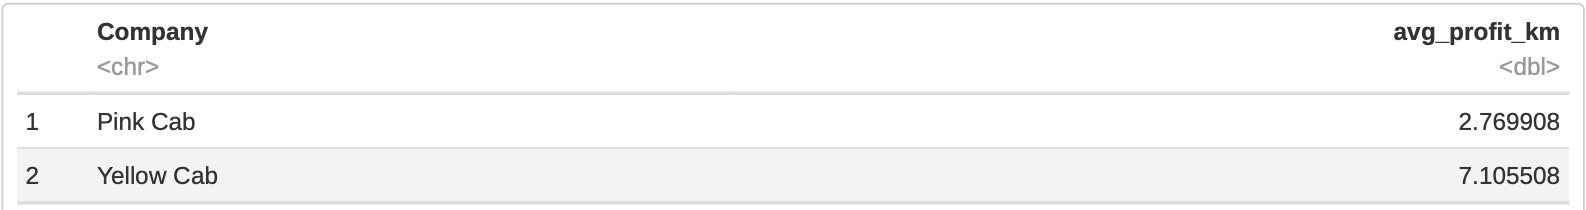 Company avg_profit_km
<chr> <dbl>
1 Pink Cab 2.769908
2 Yellow Cab 7.105508